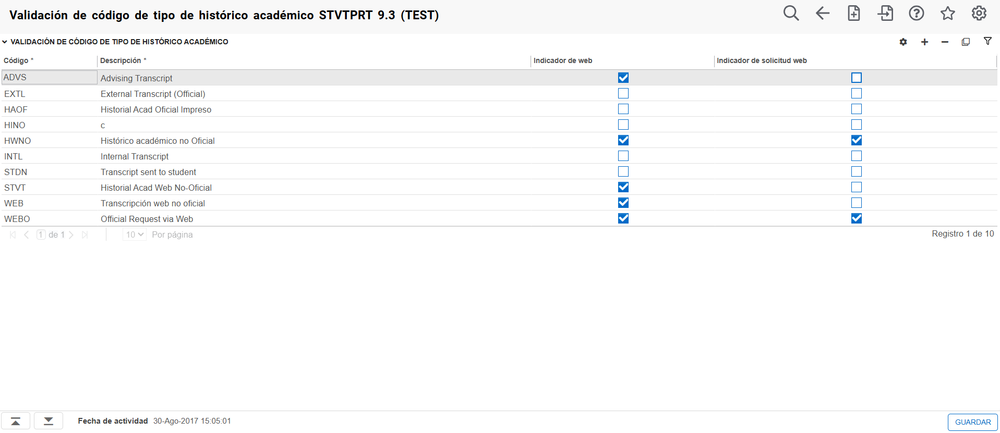 Validación de código de tipo de histórico académico STVTPRT 9.3 (TEST)
VALIDACIÓN DE CÓDIGO DE TIPO DE HISTÓRICO ACADÉMICO
Código * Descripción * Indicador de web Indicador de solicitud web
ADVS Advising Transcript
EXTL External Transcript (Official)
HAOF Historial Acad Oficial Impreso
HINO c
HWNO Histórico académico no Oficial
INTL Internal Transcript
STDN Transcript sent to student
STVT Historial Acad Web No-Oficial
WEB Transcripción web no oficial
WEBO Official Request via Web
1 de 1 10 Por página Registro 1 de 10
Fecha de actividad 30-Ago-2017 15:05:01 GUARDAR